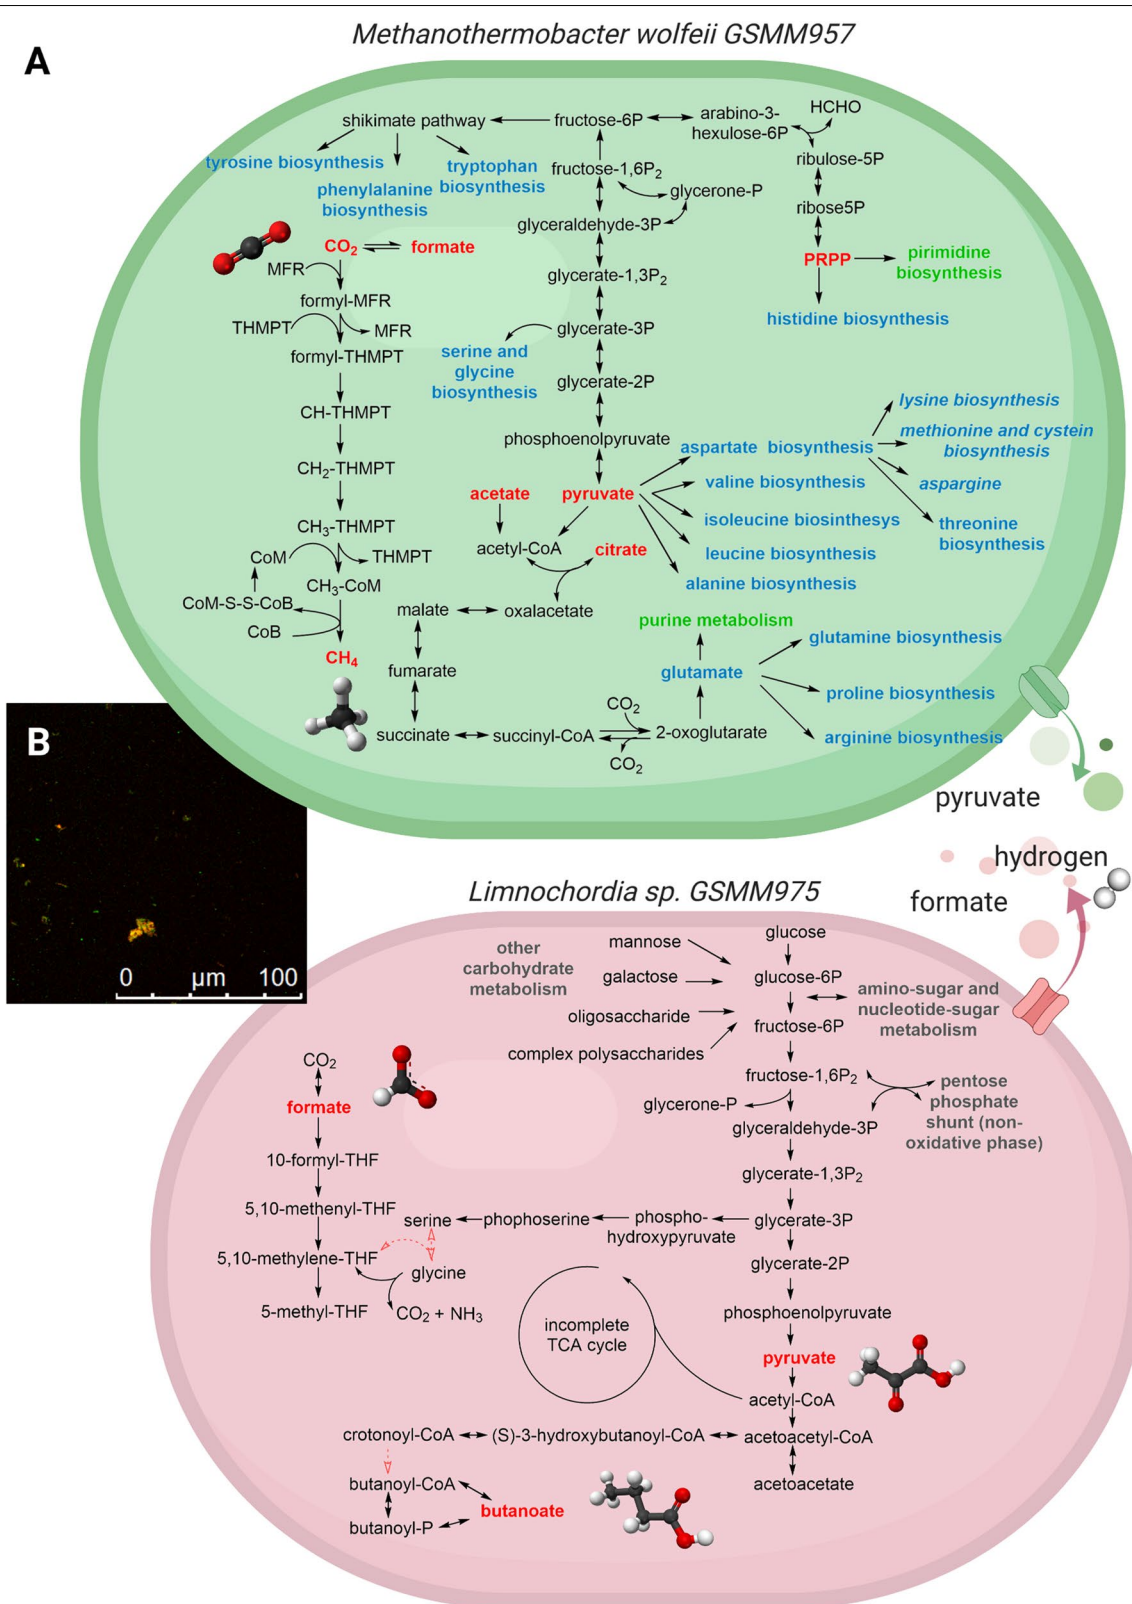 Methanothermobacter wolfeii GSMM957
A
shikimate pathway
fructose-6P
arabino-3-
hexulose-6P
HCHO
tyrosine biosynthesis
phenylalanine
biosynthesis
tryptophan
biosynthesis
fructose-1,6P₂
glycerone-P
ribulose-5P
ribose5P
glyceraldehyde-3P
CO₂
formate
PRPP
pirimidine
biosynthesis
MFR
glycerate-1,3P₂
formyl-MFR
histidine biosynthesis
THMPT
MFR
glycerate-3P
formyl-THMPT
serine and
glycine
biosynthesis
glycerate-2P
CH-THMPT
lysine biosynthesis
phosphoenolpyruvate
aspartate biosynthesis
methionine and cystein
biosynthesis
CH₂-THMPT
valine biosynthesis
aspargine
acetate
pyruvate
CH₃-THMPT
isoleucine biosinthesys
threonine
biosynthesis
CoM
THMPT
acetyl-CoA
citrate
leucine biosynthesis
CH₃-CoM
alanine biosynthesis
CoM-S-S-CoB
malate
oxalacetate
CoB
purine metabolism
glutamine biosynthesis
CH₄
fumarate
glutamate
proline biosynthesis
succinate
succinyl-CoA
CO₂
CO₂
2-oxoglutarate
arginine biosynthesis
B
0 µm 100
pyruvate
hydrogen
formate
Limnochordia sp. GSMM975
other
carbohydrate
metabolism
mannose
glucose
galactose
glucose-6P
oligosaccharide
amino-sugar and
nucleotide-sugar
metabolism
fructose-6P
complex polysaccharides
CO₂
fructose-1,6P₂
pentose
phosphate
shunt (non-
oxidative phase)
formate
glycerone-P
glyceraldehyde-3P
10-formyl-THF
glycerate-1,3P₂
5,10-methenyl-THF
serine
phophoserine
phospho-
hydroxypyruvate
glycerate-3P
5,10-methylene-THF
glycine
glycerate-2P
5-methyl-THF
CO₂ + NH₃
phosphoenolpyruvate
incomplete
TCA cycle
pyruvate
acetyl-CoA
crotonoyl-CoA
(S)-3-hydroxybutanoyl-CoA
acetoacetyl-CoA
butanoyl-CoA
acetoacetate
butanoate
butanoyl-P